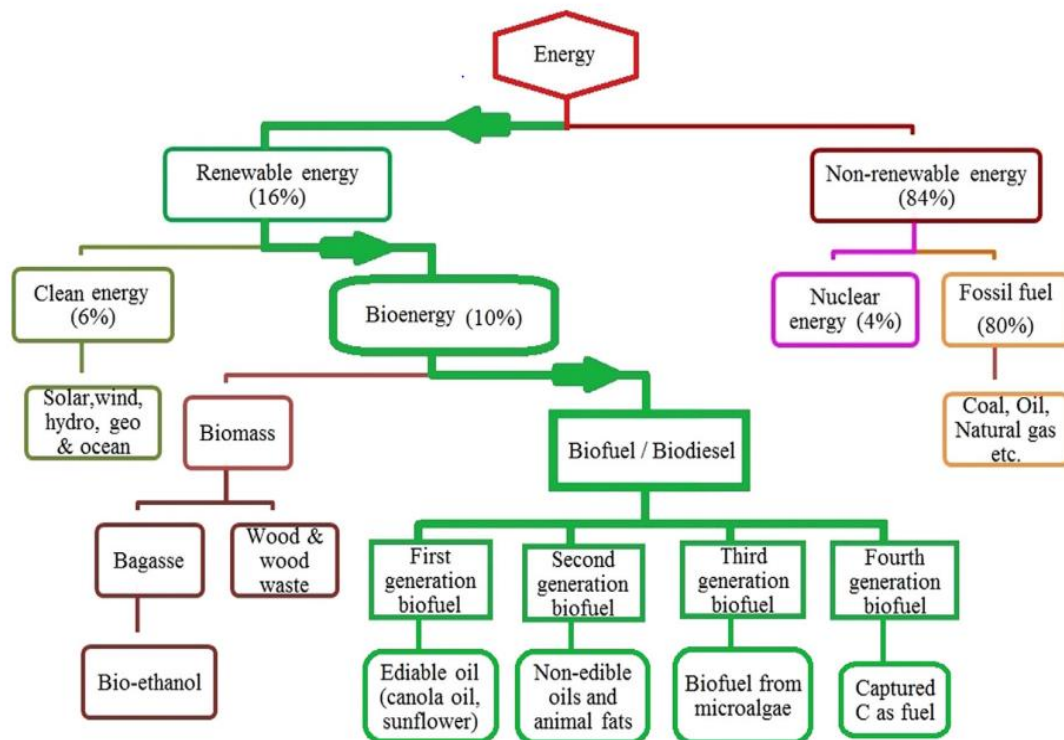 Energy
Renewable energy
(16%)
Non-renewable energy
(84%)
Clean energy
(6%)
Bioenergy (10%)
Nuclear
energy (4%)
Fossil fuel
(80%)
Solar,wind,
hydro, geo
& ocean
Biomass
Biofuel / Biodiesel
Coal, Oil,
Natural gas
etc.
Bagasse
Wood &
wood
waste
First
generation
biofuel
Second
generation
biofuel
Third
generation
biofuel
Fourth
generation
biofuel
Bio-ethanol
Ediable oil
(canola oil,
sunflower)
Non-edible
oils and
animal fats
Biofuel from
microalgae
Captured
C as fuel